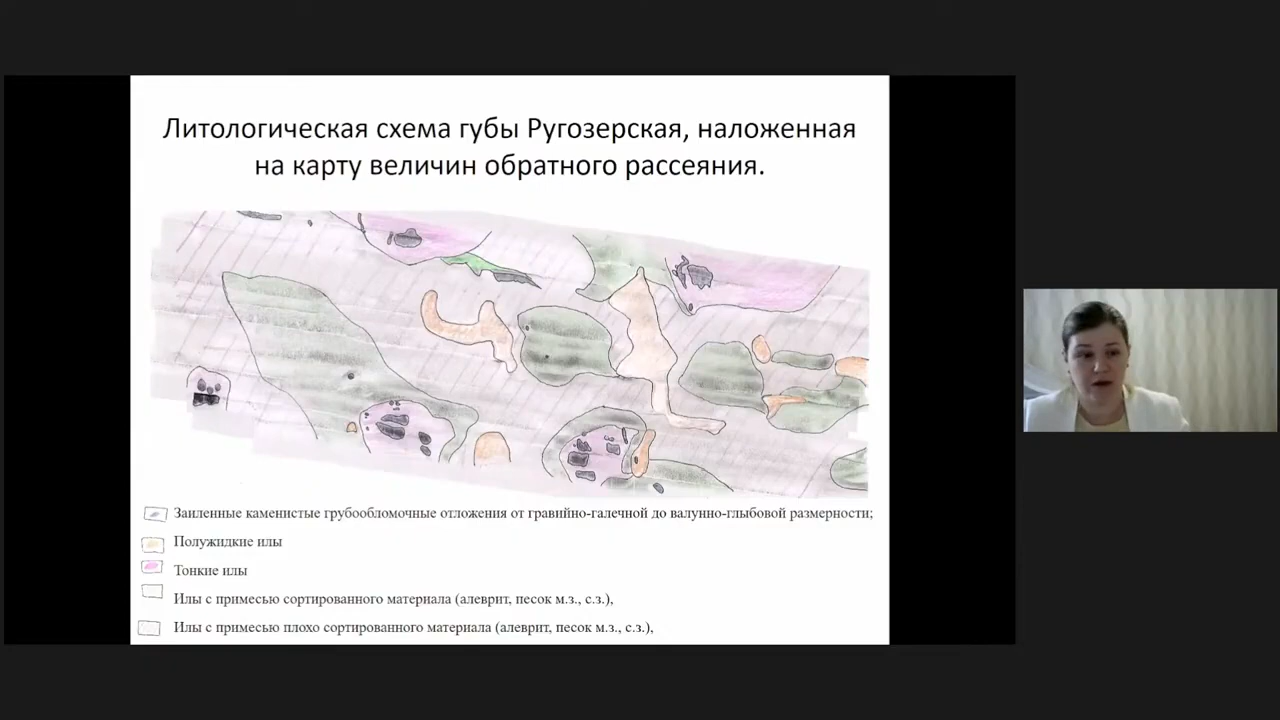 Литологическая схема губы Ругозерская, наложенная
на карту величин обратного рассеяния.
Заиленные каменистые грубообломочные отложения от гравийно-галечной до валунно-глыбовой размерности;
Полужидкие илы
Тонкие илы
Илы с примесью сортированного материала (алеврит, песок м.з., с.з.),
Илы с примесью плохо сортированного материала (алеврит, песок м.з., с.з.),